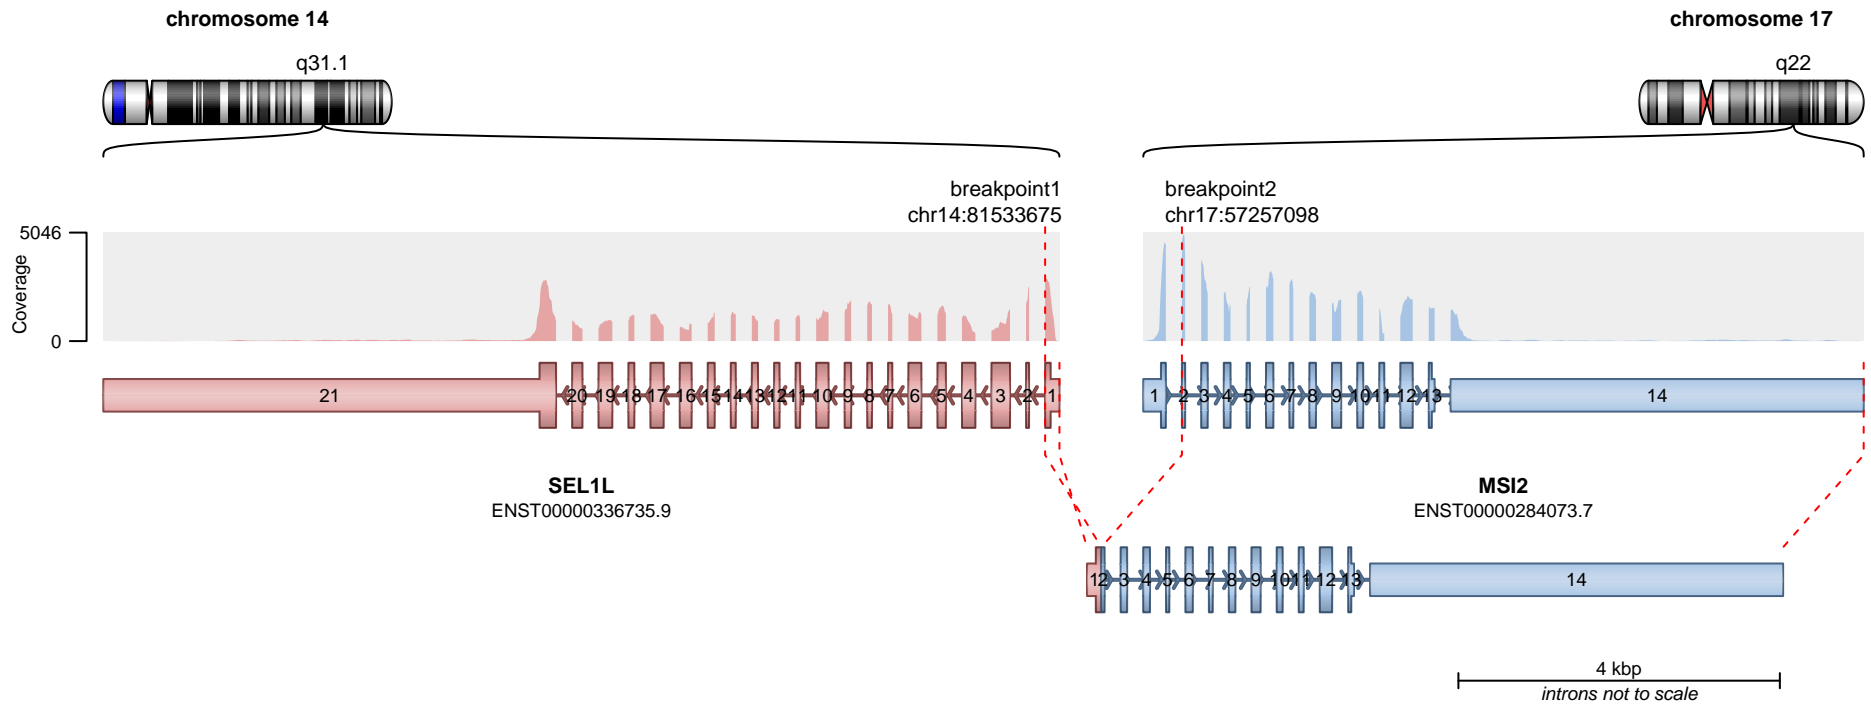 chromosome 14
chromosome 17
q31.1
q22
breakpoint1
chr14:81533675
breakpoint2
chr17:57257098
5046
0
Coverage
21 20 19 18 17 16 15 14 13 12 11 10 9 8 7 6 5 4 3 2 1
1 2 3 4 5 6 7 8 9 10 11 12 13 14
SEL1L
ENST00000336735.9
MSI2
ENST00000284073.7
1 2 3 4 5 6 7 8 9 10 11 12 13 14
4 kbp
introns not to scale